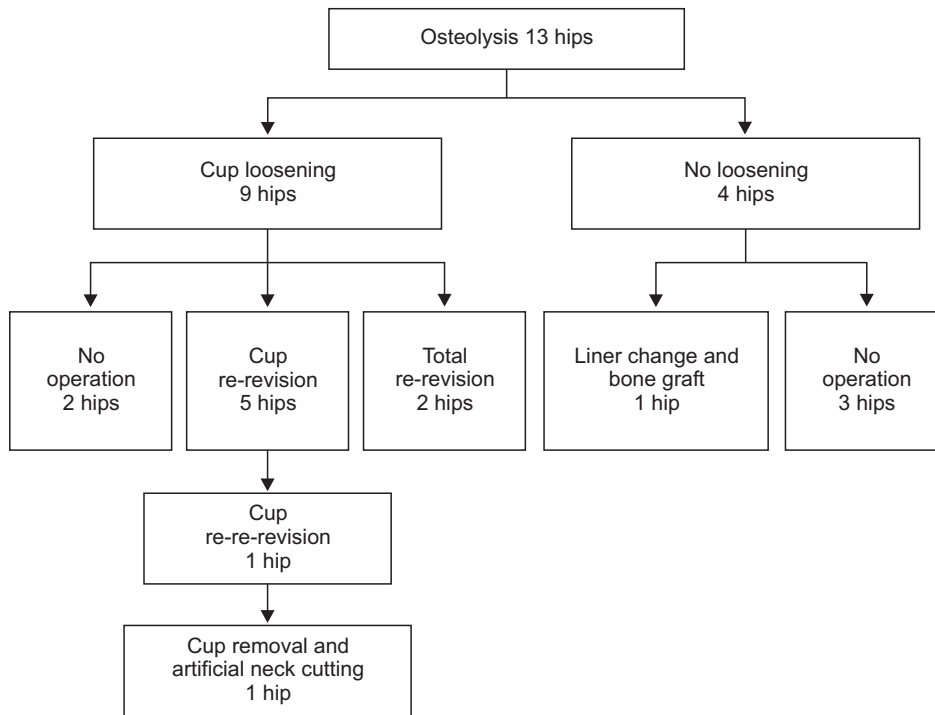 Osteolysis 13 hips
Cup loosening
9 hips
No loosening
4 hips
No
operation
2 hips
Cup
re-revision
5 hips
Total
re-revision
2 hips
Liner change and
bone graft
1 hip
No
operation
3 hips
Cup
re-re-revision
1 hip
Cup removal and
artificial neck cutting
1 hip